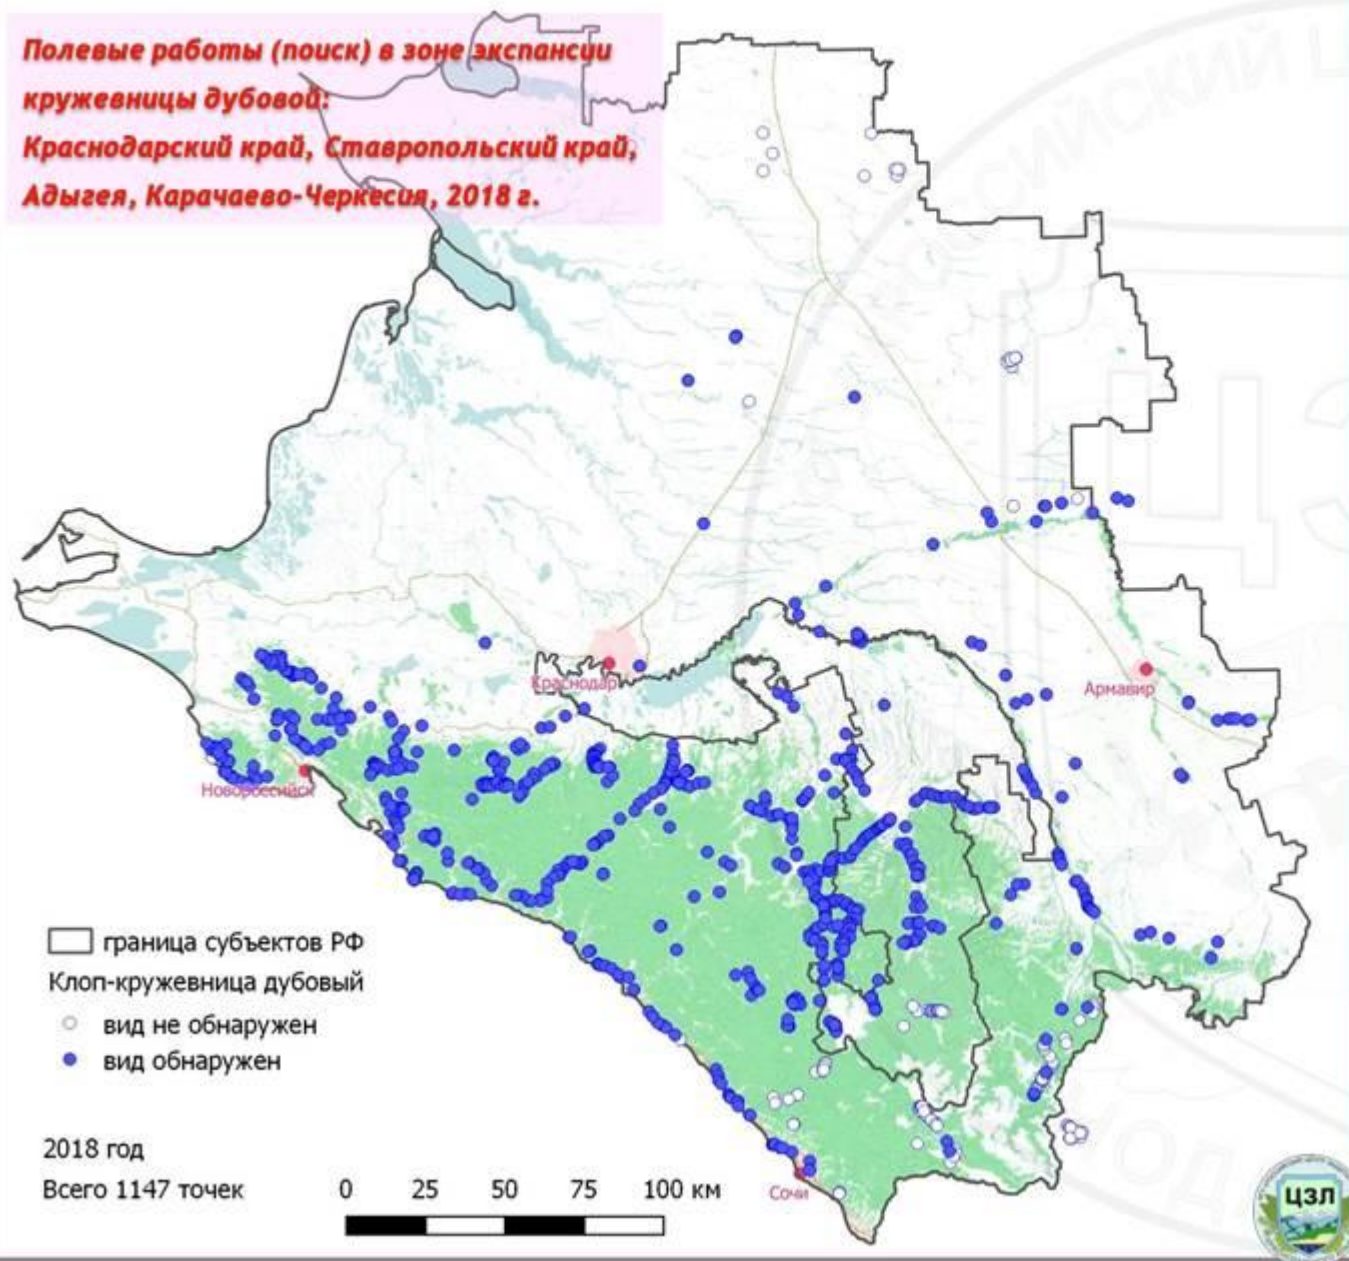 Полевые работы (поиск) в зоне экспансии
кружевницы дубовой:
Краснодарский край, Ставропольский край,
Адыгея, Карачаево-Черкесия, 2018 г.
Краснодар
Армавир
Новороссийск
граница субъектов РФ
Клоп-кружевница дубовый
вид не обнаружен
вид обнаружен
2018 год
Всего 1147 точек
0 25 50 75 100 км
Сочи
ЦЗЛ